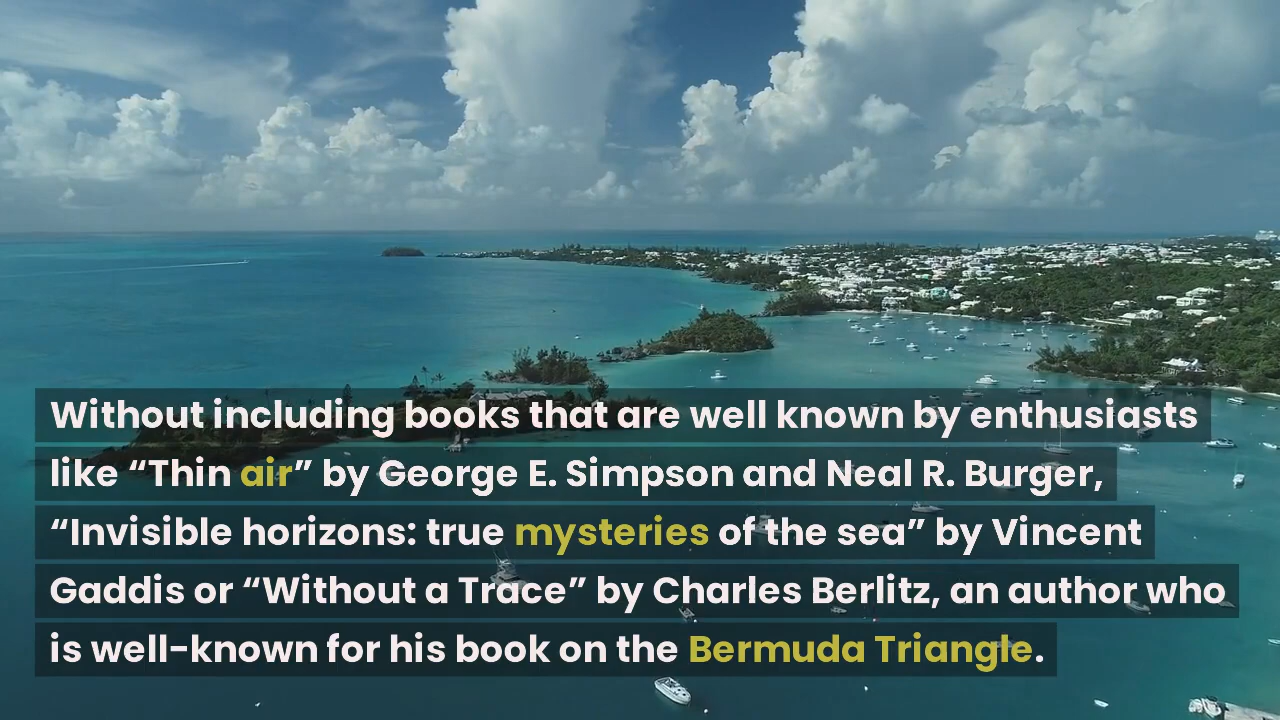 Without including books that are well known by enthusiasts
like “Thin air” by George E. Simpson and Neal R. Burger,
“Invisible horizons: true mysteries of the sea” by Vincent
Gaddis or “Without a Trace” by Charles Berlitz, an author who
is well-known for his book on the Bermuda Triangle.